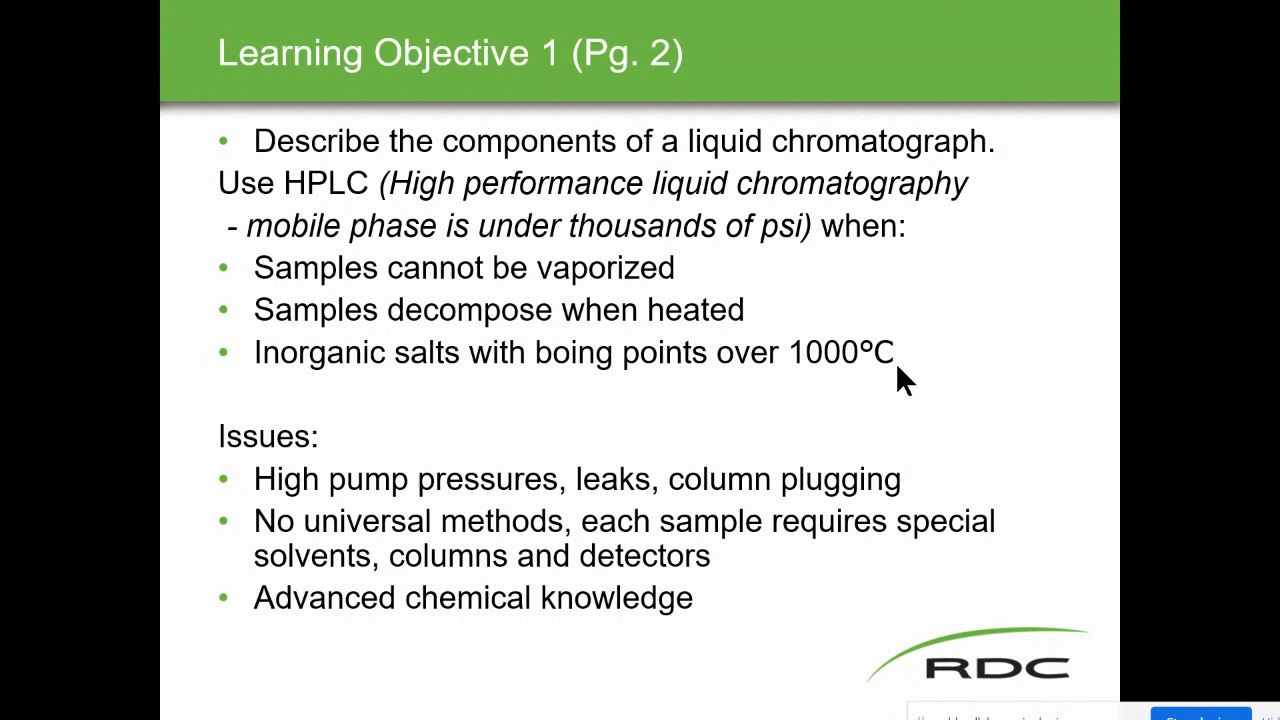 Learning Objective 1 (Pg. 2)
• Describe the components of a liquid chromatograph.
Use HPLC (High performance liquid chromatography
- mobile phase is under thousands of psi) when:
• Samples cannot be vaporized
• Samples decompose when heated
• Inorganic salts with boing points over 1000℃
Issues:
• High pump pressures, leaks, column plugging
• No universal methods, each sample requires special
solvents, columns and detectors
• Advanced chemical knowledge
RDC